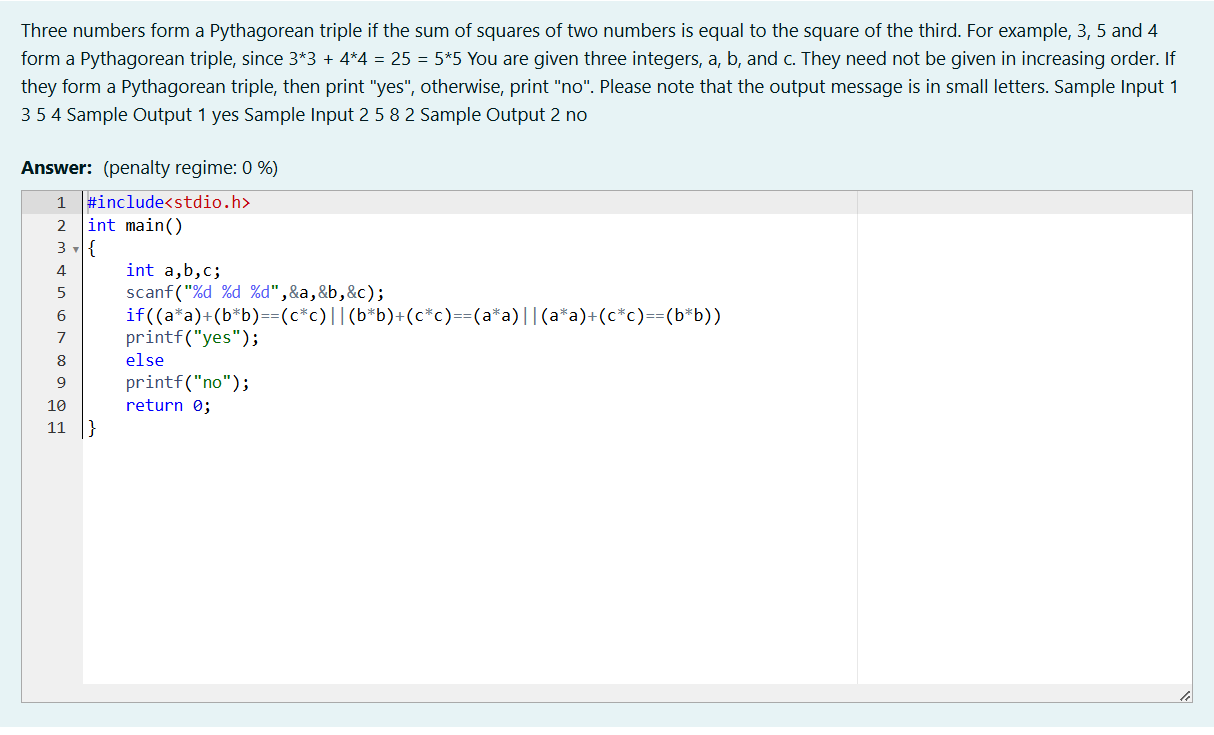 Three numbers form a Pythagorean triple if the sum of squares of two numbers is equal to the square of the third. For example, 3, 5 and 4
form a Pythagorean triple, since 3*3 + 4*4 = 25 = 5*5 You are given three integers, a, b, and c. They need not be given in increasing order. If
they form a Pythagorean triple, then print "yes", otherwise, print "no". Please note that the output message is in small letters. Sample Input 1
3 5 4 Sample Output 1 yes Sample Input 2 5 8 2 Sample Output 2 no
Answer: (penalty regime: 0 %)
1 #include<stdio.h>
2 int main()
3 {
4     int a,b,c;
5     scanf("%d %d %d",&a,&b,&c);
6     if((a*a)+(b*b)==(c*c)||(b*b)+(c*c)==(a*a)||(a*a)+(c*c)==(b*b))
7     printf("yes");
8     else
9     printf("no");
10     return 0;
11 }